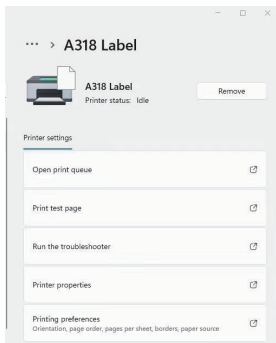 ··· > A318 Label
A318 Label
Printer status: Idle
Remove
Printer settings
Open print queue
Print test page
Run the troubleshooter
Printer properties
Printing preferences
Orientation, page order, pages per sheet, borders, paper source